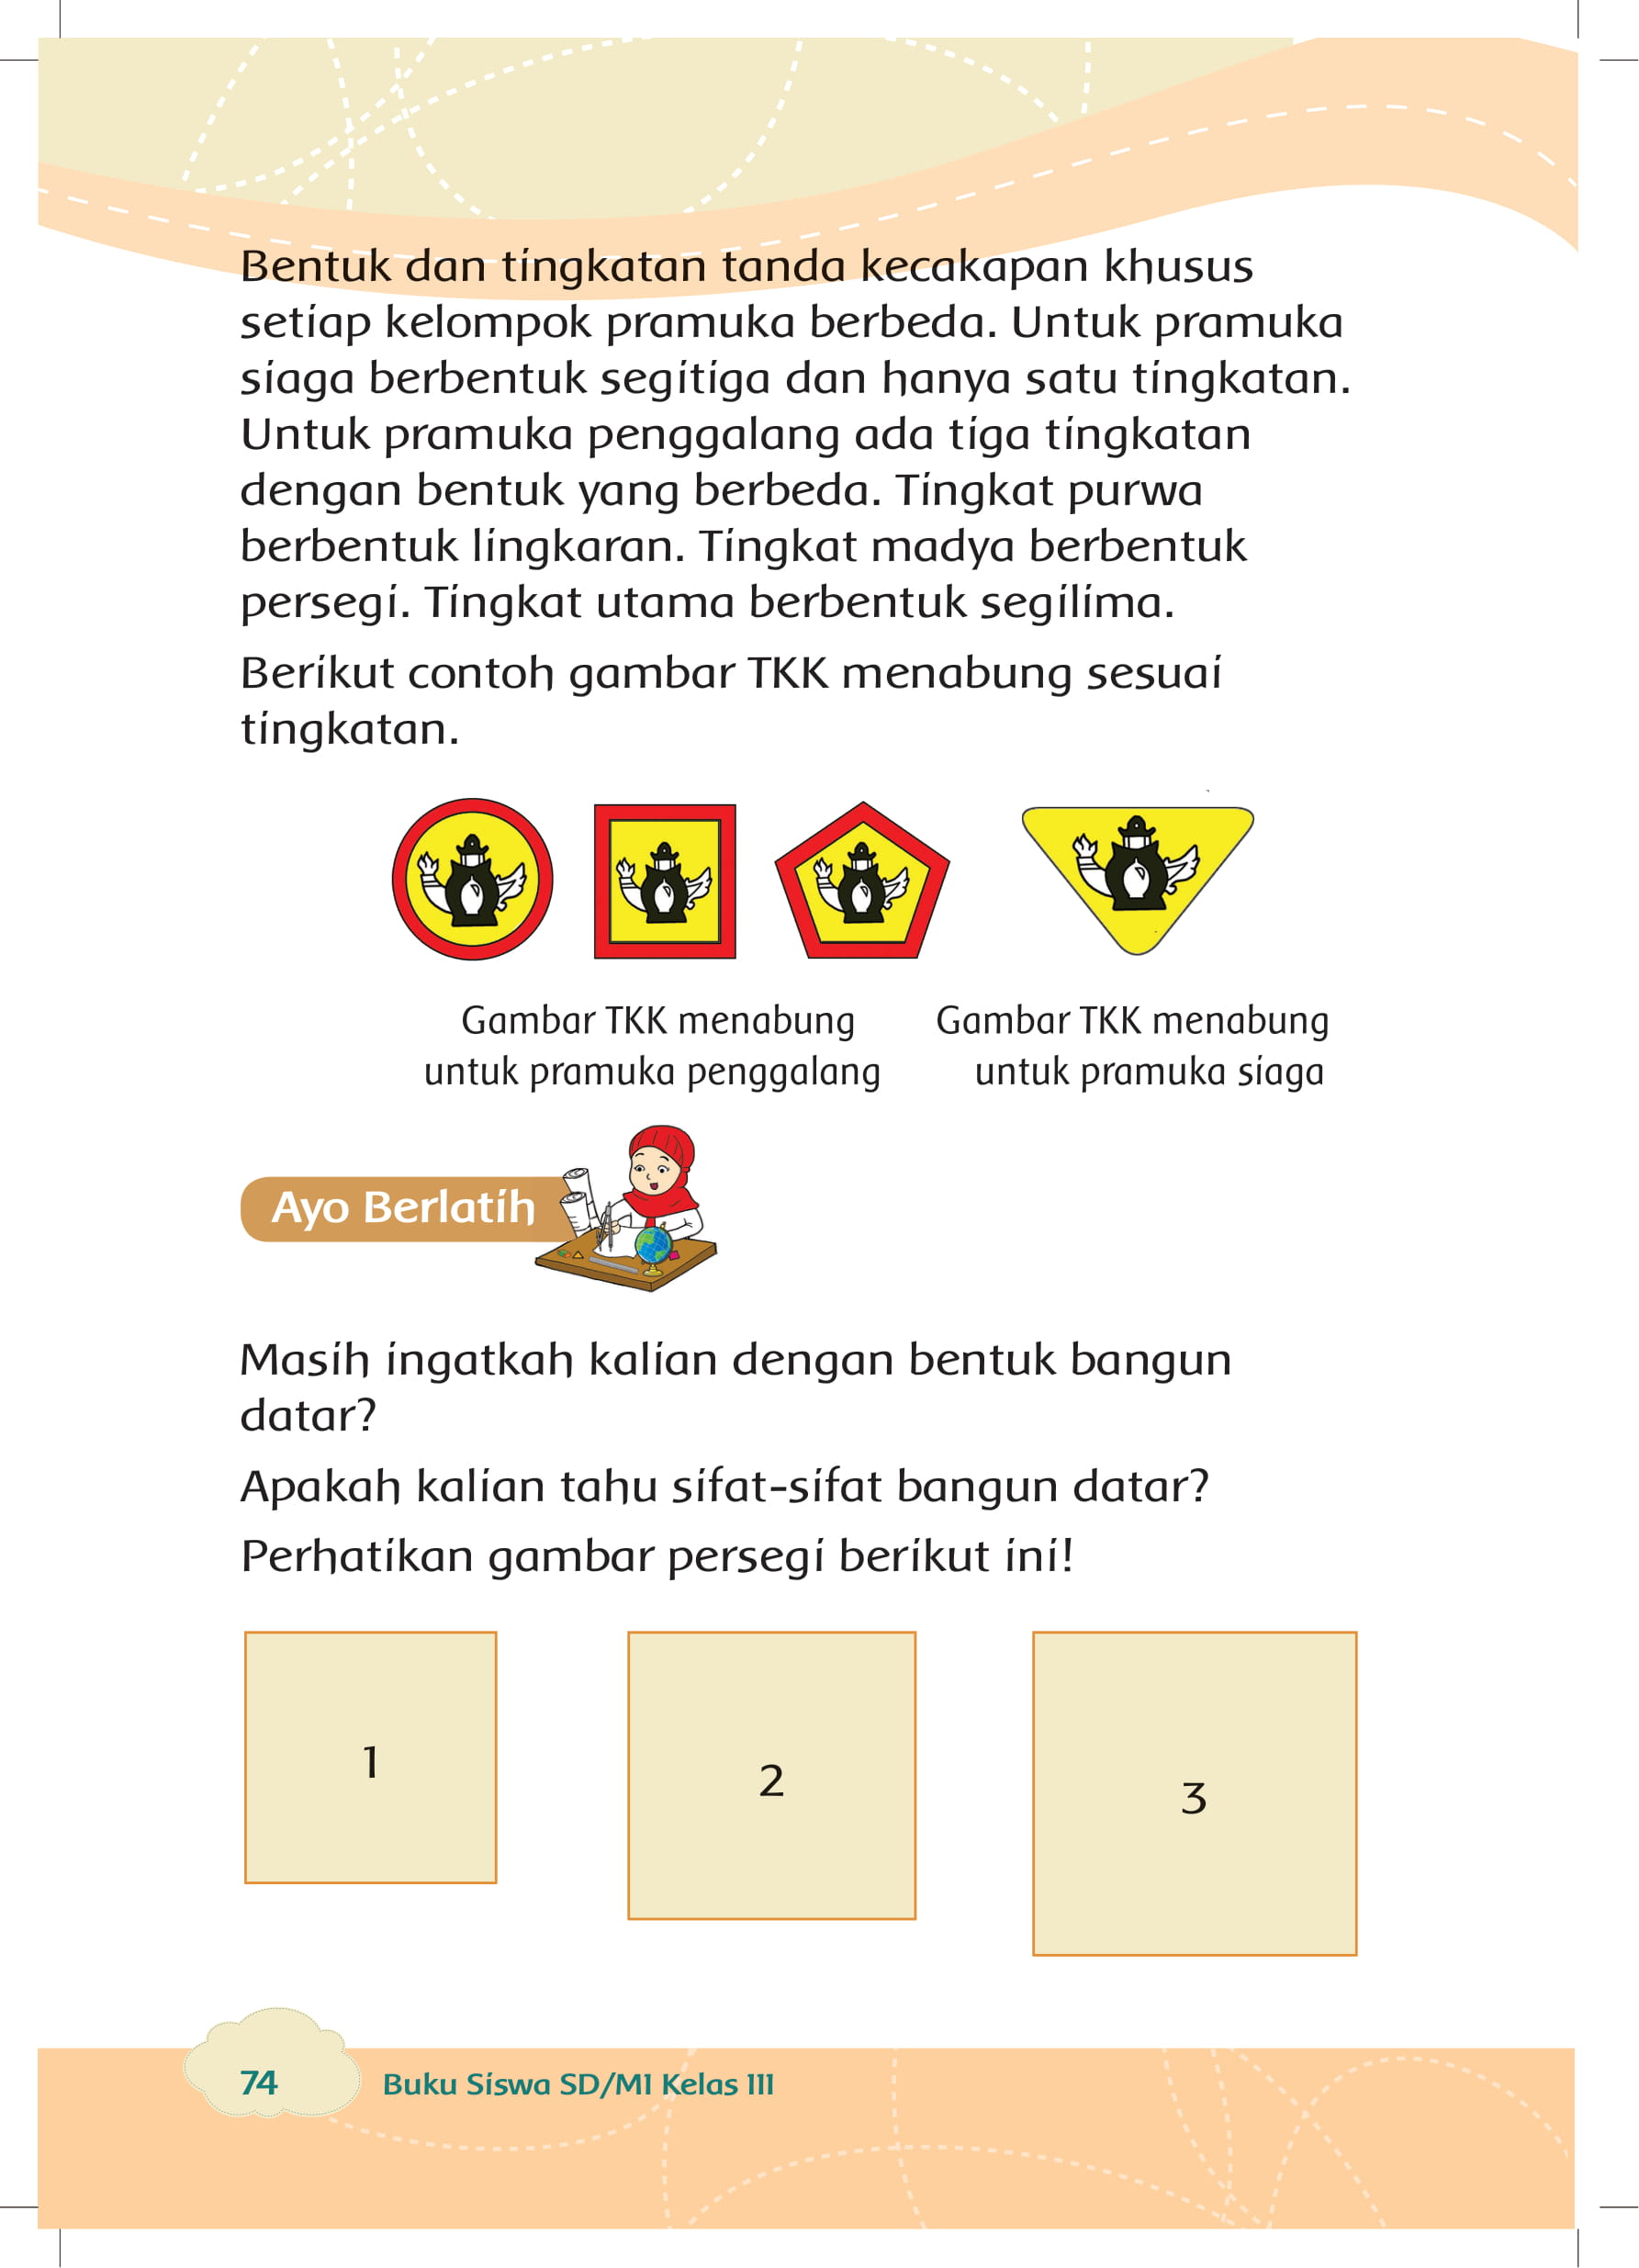 Bentuk dan tingkatan tanda kecakapan khusus
setiap kelompok pramuka berbeda. Untuk pramuka
siaga berbentuk segitiga dan hanya satu tingkatan.
Untuk pramuka penggalang ada tiga tingkatan
dengan bentuk yang berbeda. Tingkat purwa
berbentuk lingkaran. Tingkat madya berbentuk
persegi. Tingkat utama berbentuk segilima.
Berikut contoh gambar TKK menabung sesuai
tingkatan.
Gambar TKK menabung
untuk pramuka penggalang
Gambar TKK menabung
untuk pramuka siaga
Ayo Berlatih
Masih ingatkah kalian dengan bentuk bangun
datar?
Apakah kalian tahu sifat-sifat bangun datar?
Perhatikan gambar persegi berikut ini!
1
2
3
74
Buku Siswa SD/MI Kelas III